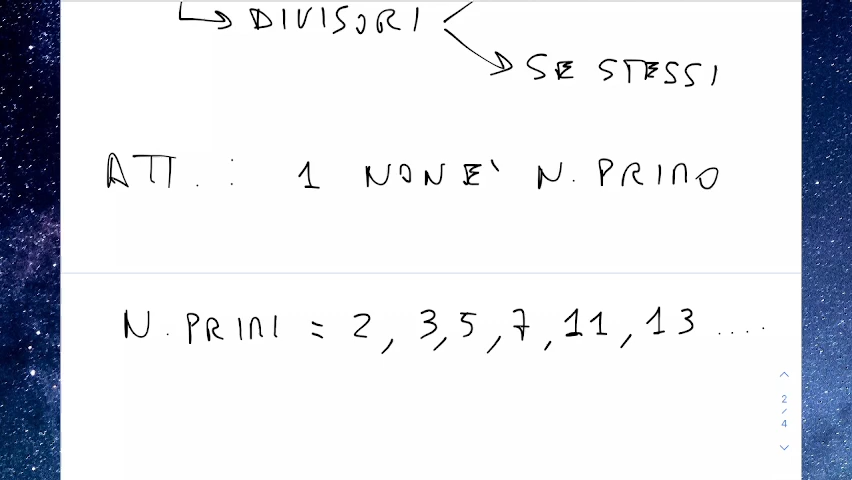 DIVISORI
SE STESSI
ATT. : 1 NON E' N. PRIMO
N. PRIMI = 2, 3, 5, 7, 11, 13 ....
2
/
4